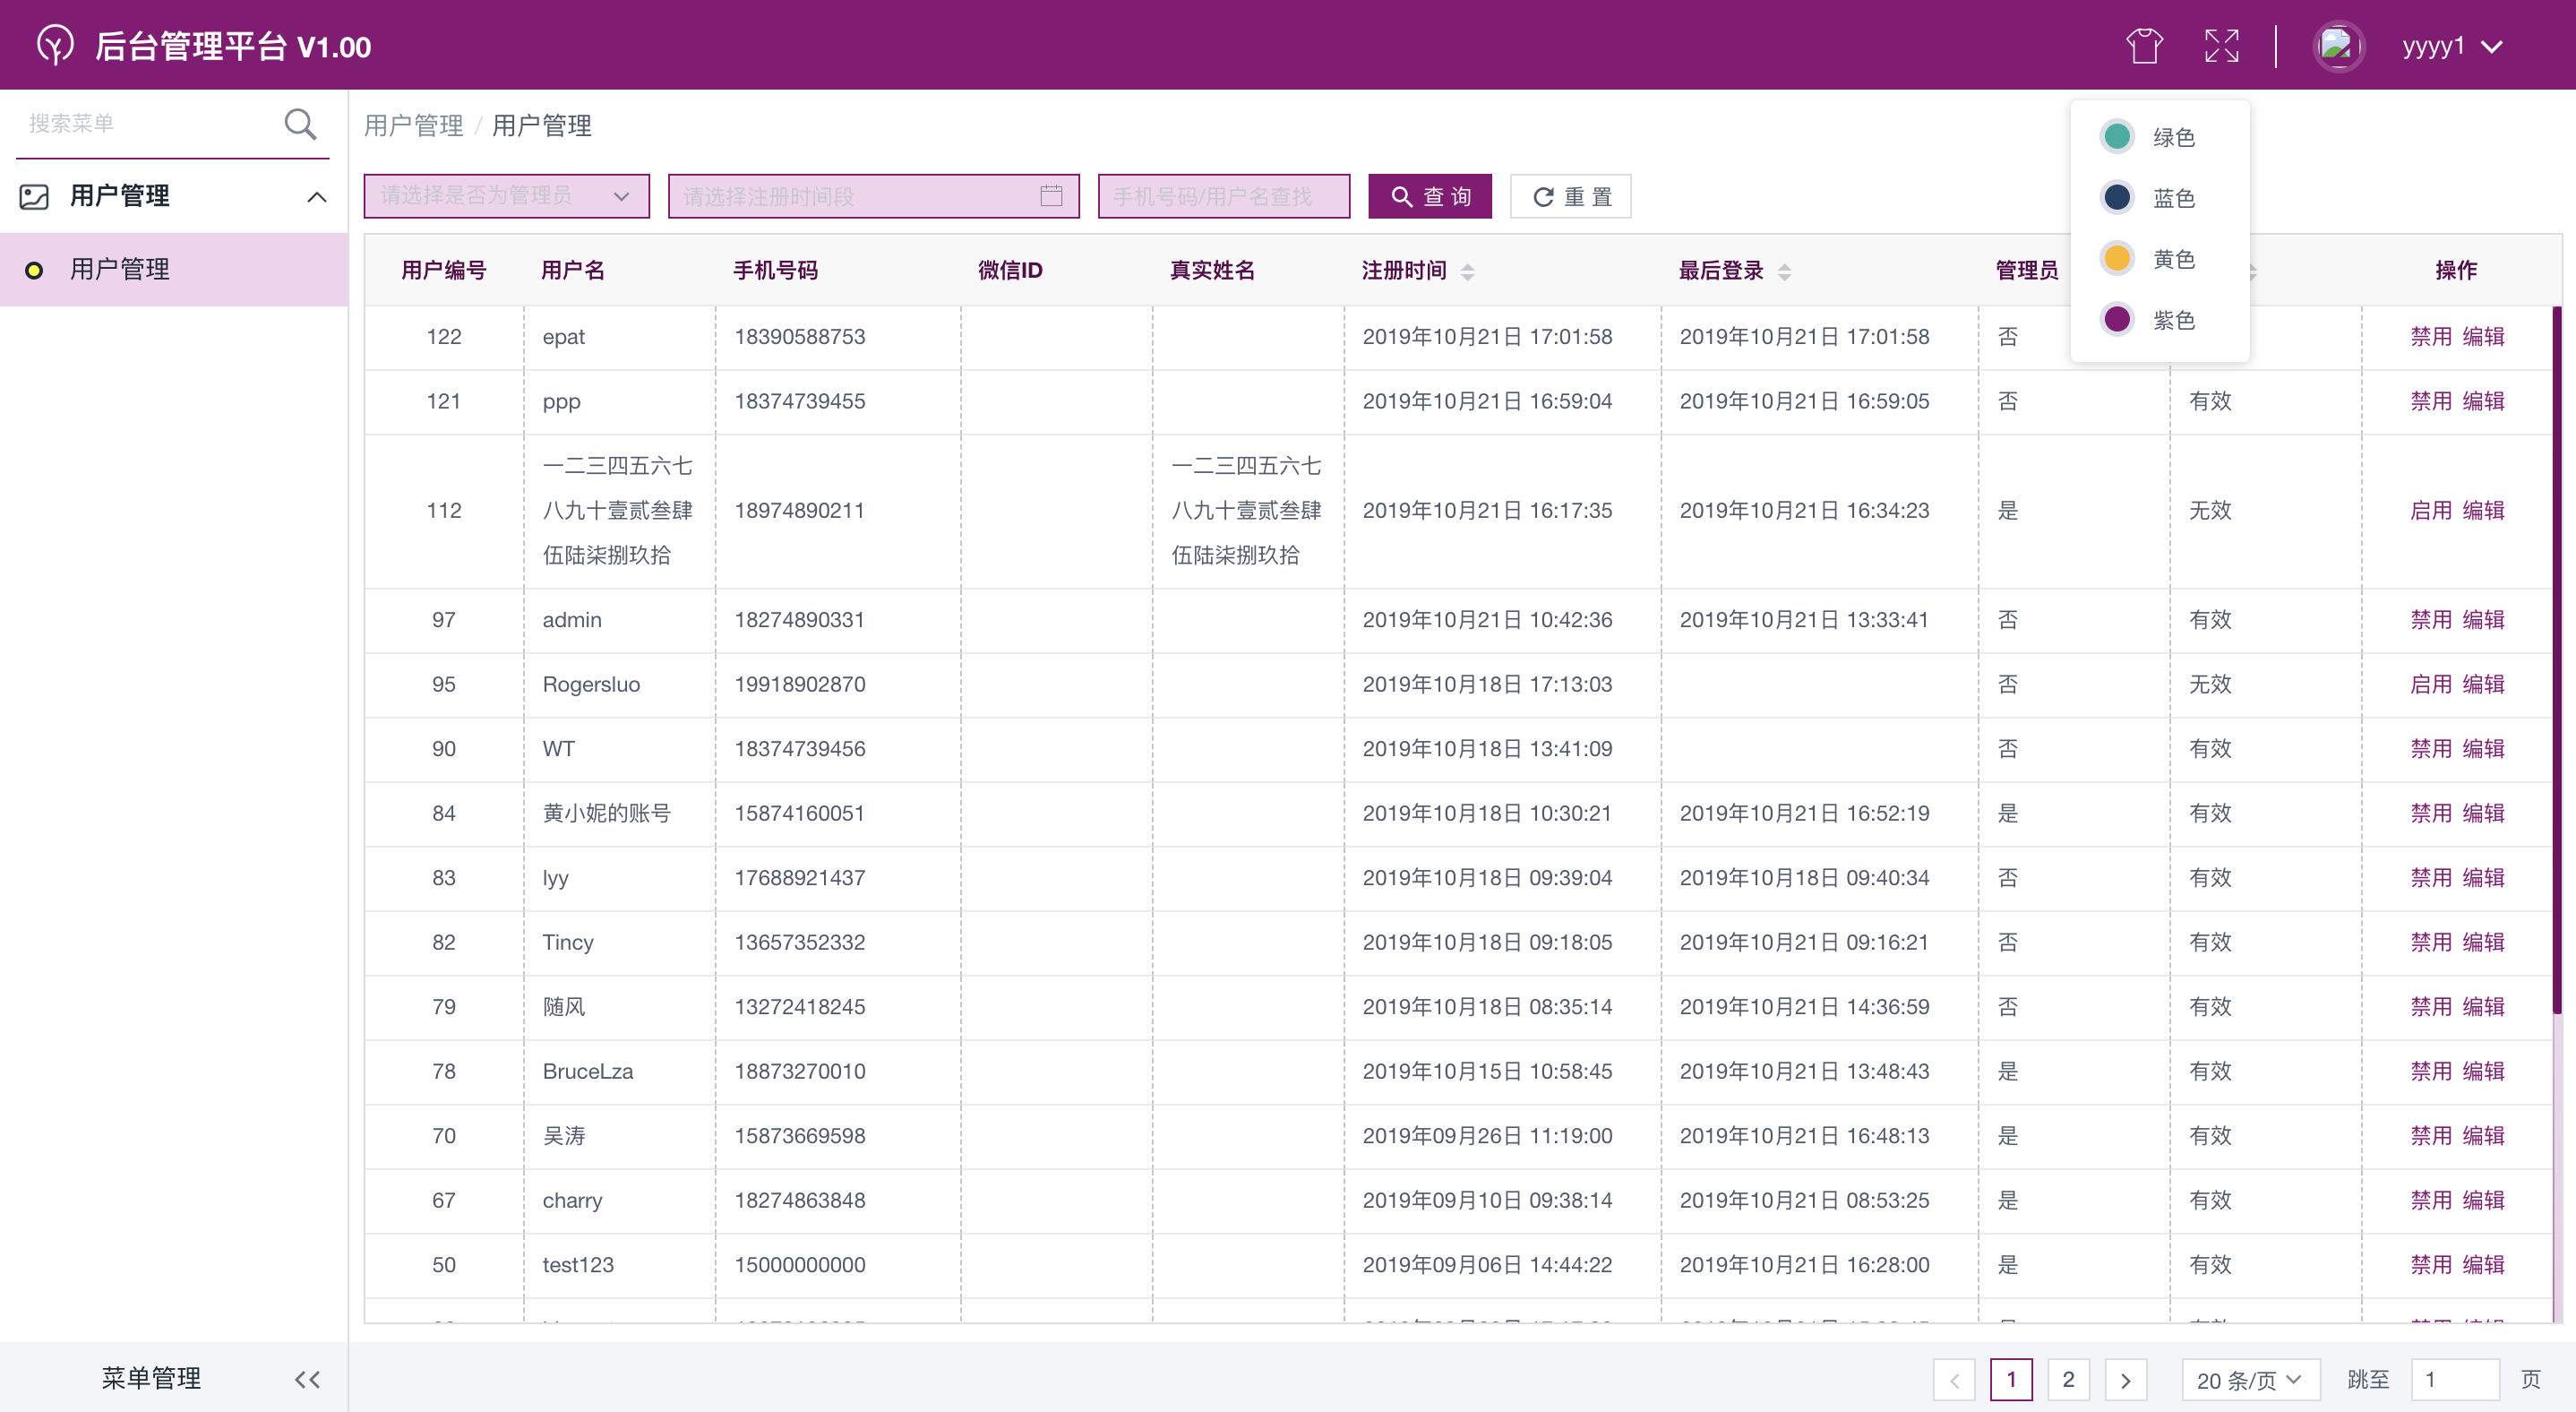 后台管理平台 V1.00
yyyy1
搜索菜单
用户管理
用户管理
菜单管理
用户管理 / 用户管理
请选择是否为管理员 请选择注册时间段 手机号码/用户名查找 查 询 重 置
绿色
蓝色
黄色
紫色
用户编号 用户名 手机号码 微信ID 真实姓名 注册时间 最后登录 管理员 操作
122 epat 18390588753 2019年10月21日 17:01:58 2019年10月21日 17:01:58 否 禁用 编辑
121 ppp 18374739455 2019年10月21日 16:59:04 2019年10月21日 16:59:05 否 有效 禁用 编辑
一二三四五六七 一二三四五六七
112 八九十壹贰叁肆 18974890211 八九十壹贰叁肆 2019年10月21日 16:17:35 2019年10月21日 16:34:23 是 无效 启用 编辑
伍陆柒捌玖拾 伍陆柒捌玖拾
97 admin 18274890331 2019年10月21日 10:42:36 2019年10月21日 13:33:41 否 有效 禁用 编辑
95 Rogersluo 19918902870 2019年10月18日 17:13:03 否 无效 启用 编辑
90 WT 18374739456 2019年10月18日 13:41:09 否 有效 禁用 编辑
84 黄小妮的账号 15874160051 2019年10月18日 10:30:21 2019年10月21日 16:52:19 是 有效 禁用 编辑
83 lyy 17688921437 2019年10月18日 09:39:04 2019年10月18日 09:40:34 否 有效 禁用 编辑
82 Tincy 13657352332 2019年10月18日 09:18:05 2019年10月21日 09:16:21 否 有效 禁用 编辑
79 随风 13272418245 2019年10月18日 08:35:14 2019年10月21日 14:36:59 否 有效 禁用 编辑
78 BruceLza 18873270010 2019年10月15日 10:58:45 2019年10月21日 13:48:43 是 有效 禁用 编辑
70 吴涛 15873669598 2019年09月26日 11:19:00 2019年10月21日 16:48:13 是 有效 禁用 编辑
67 charry 18274863848 2019年09月10日 09:38:14 2019年10月21日 08:53:25 是 有效 禁用 编辑
50 test123 15000000000 2019年09月06日 14:44:22 2019年10月21日 16:28:00 是 有效 禁用 编辑
1 2 20 条/页 跳至 1 页